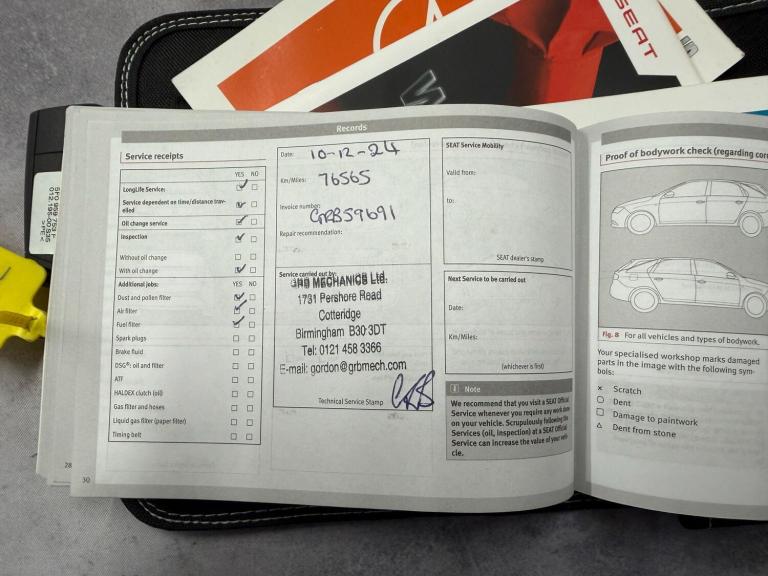 SEAT
Records
Service receipts
YES NO
LongLife Service:
Service dependent on time/distance trav-
elled
Oil change service
Inspection
Without oil change
With oil change
Additional jobs: YES NO
Dust and pollen filter
Air filter
Fuel filter
Spark plugs
Brake fluid
DSG®: oil and filter
ATF
HALDEX clutch (oil)
Gas filter and hoses
Liquid gas filter (paper filter)
Timing belt
30
28
Date: 10-12-24
Km/Miles: 76565
Invoice number: GRB59691
Repair recommendation:
Service carried out by:
GRB MECHANICS Ltd.
1731 Pershore Road
Cotteridge
Birmingham B30 3DT
Tel: 0121 458 3366
E-mail: gordon@grbmech.com
Technical Service Stamp
GRB
SEAT Service Mobility
Valid from:
to:
SEAT dealer's stamp
Next Service to be carried out
Date:
Km/Miles:
(whichever is first)
i Note
We recommend that you visit a SEAT Official
Service whenever you require any work done
on your vehicle. Scrupulously following the
Services (oil, inspection) at a SEAT Official
Service can increase the value of your vehi-
cle.
Proof of bodywork check (regarding corr
Fig. 8 For all vehicles and types of bodywork.
Your specialised workshop marks damaged
parts in the image with the following sym-
bols:
× Scratch
○ Dent
□ Damage to paintwork
△ Dent from stone